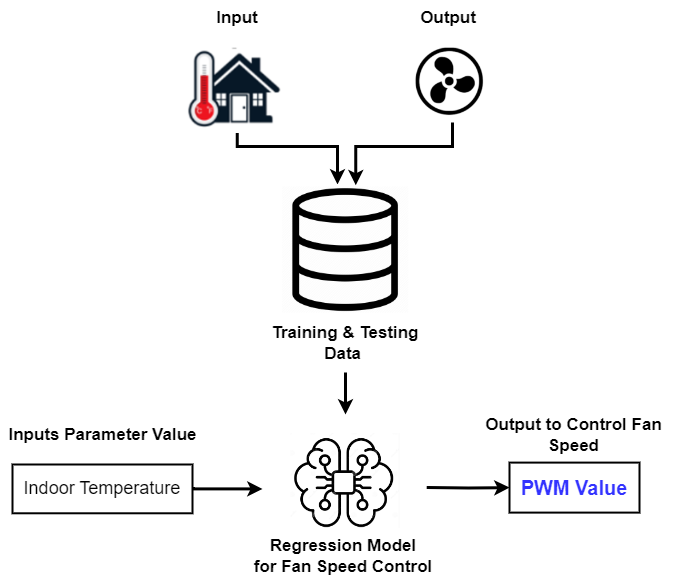 Input
Output
Training & Testing
Data
Inputs Parameter Value
Indoor Temperature
Output to Control Fan
Speed
PWM Value
Regression Model
for Fan Speed Control